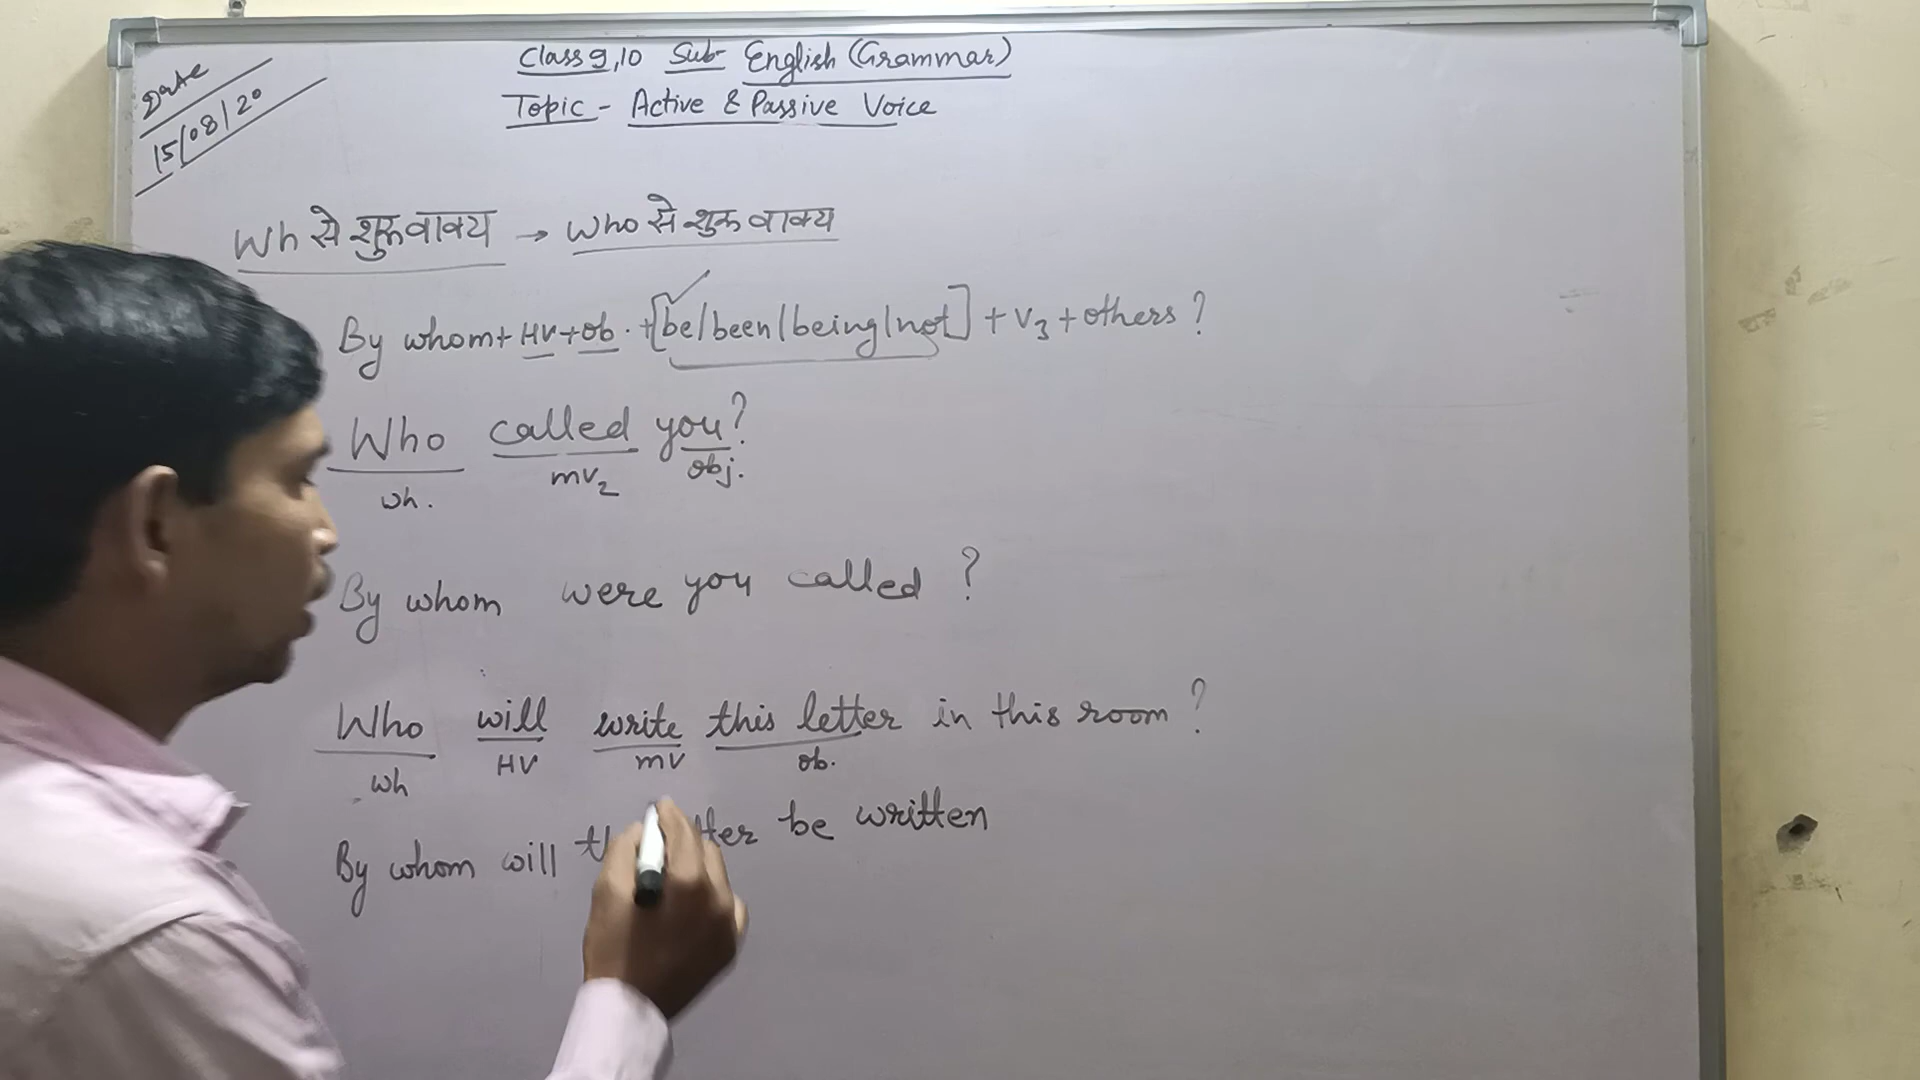 Date
15/08/20
Class 9,10 Sub- English (Grammar)
Topic - Active & Passive Voice
Wh से शुरू वाक्य → Who से शुरू वाक्य
By whom + HV + ob. + [be/been/being/not] + V3 + others ?
Who called you?
wh. mv2 obj.
By whom were you called ?
Who will write this letter in this room ?
wh HV mv ob.
By whom will be written